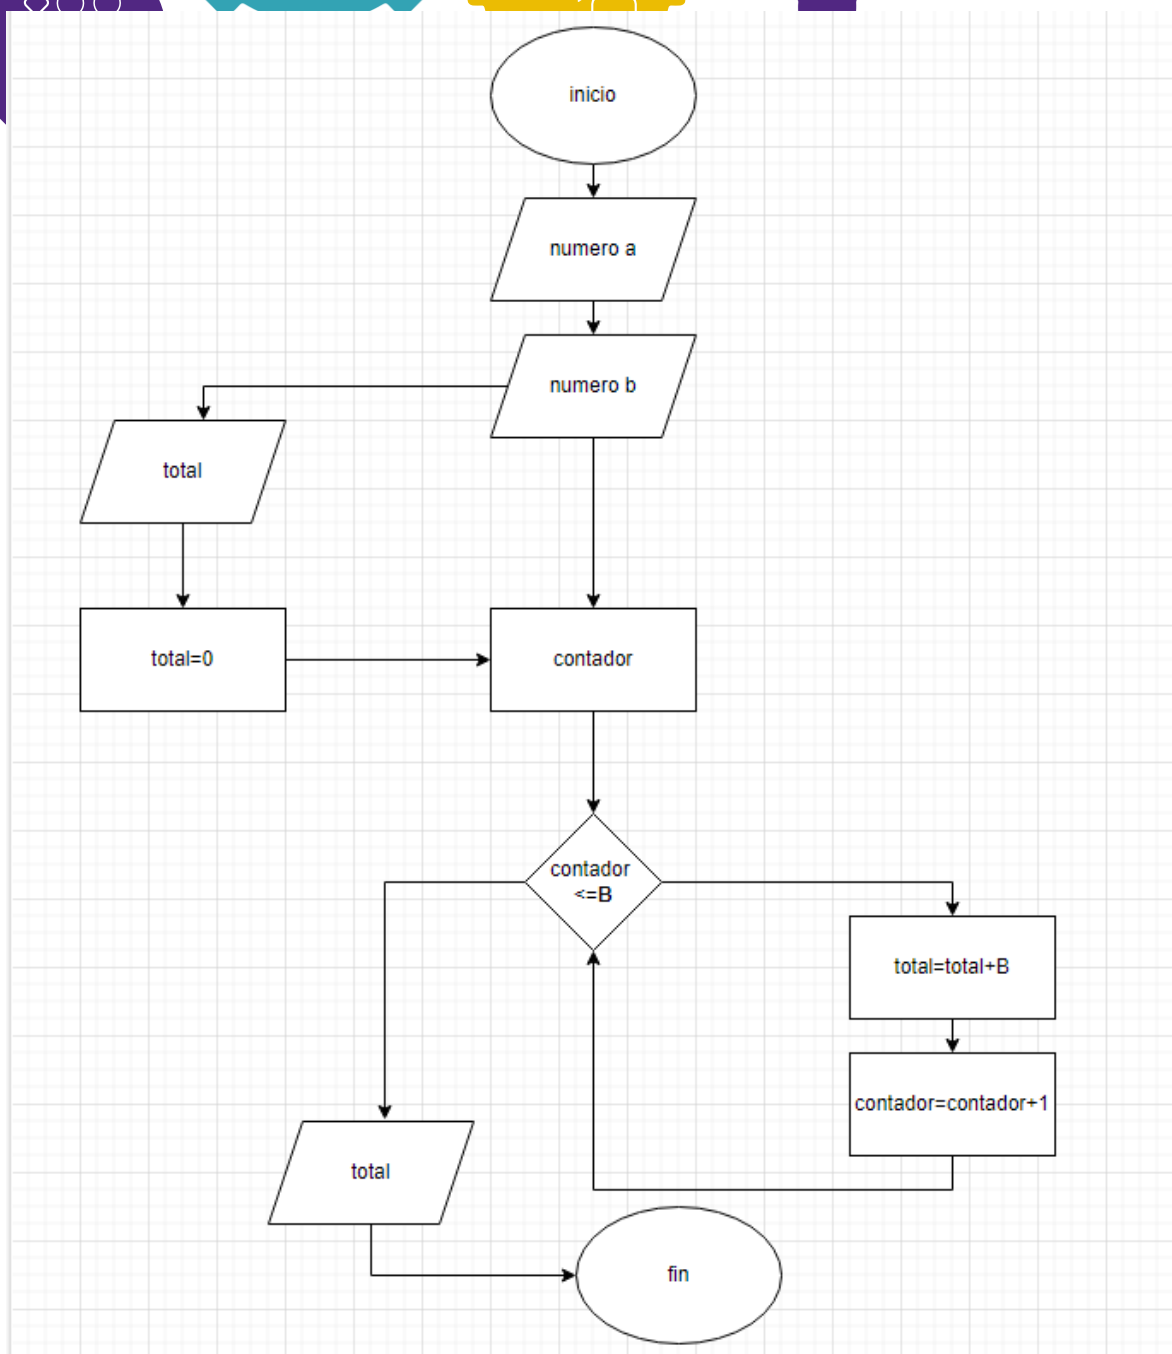 inicio
numero a
numero b
total
total=0
contador
contador
<=B
total=total+B
contador=contador+1
total
fin